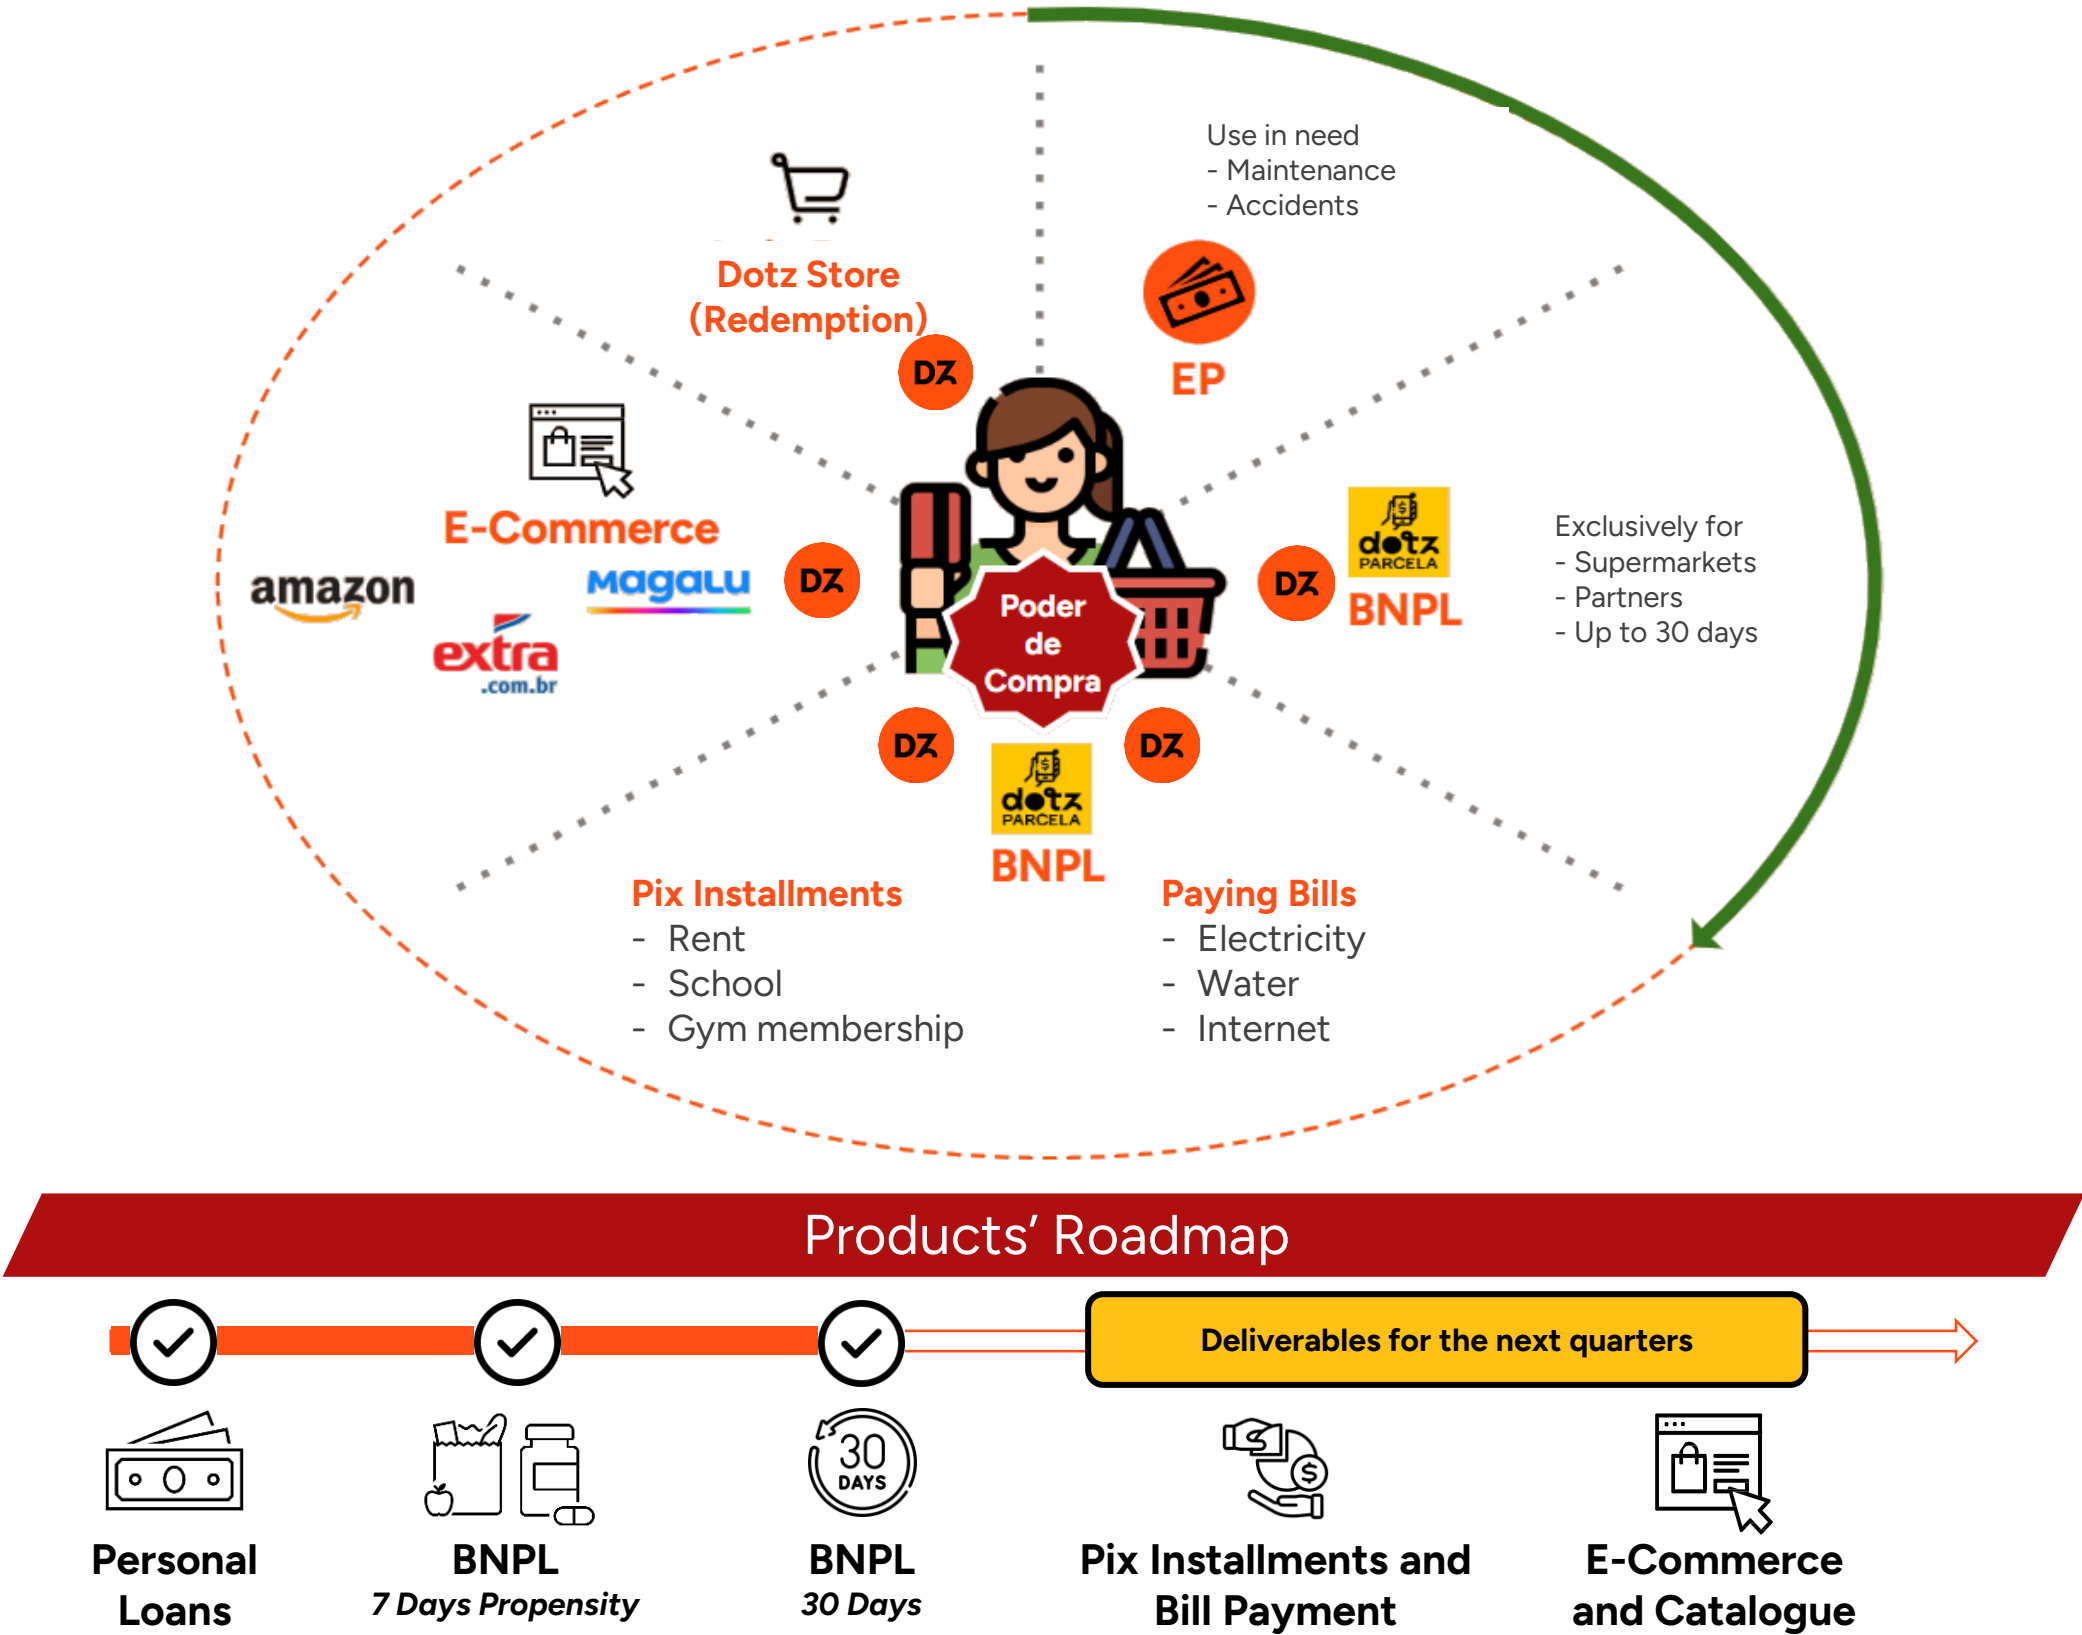 Use in need
- Maintenance
- Accidents
EP
Dotz Store
(Redemption)
DZ
E-Commerce
amazon
magalu
extra
.com.br
DZ
Poder
de
Compra
DZ
dotz
PARCELA
BNPL
Exclusively for
- Supermarkets
- Partners
- Up to 30 days
DZ
DZ
dotz
PARCELA
BNPL
Pix Installments
- Rent
- School
- Gym membership
Paying Bills
- Electricity
- Water
- Internet
Products’ Roadmap
Deliverables for the next quarters
30
DAYS
Personal
Loans
BNPL
7 Days Propensity
BNPL
30 Days
Pix Installments and
Bill Payment
E-Commerce
and Catalogue